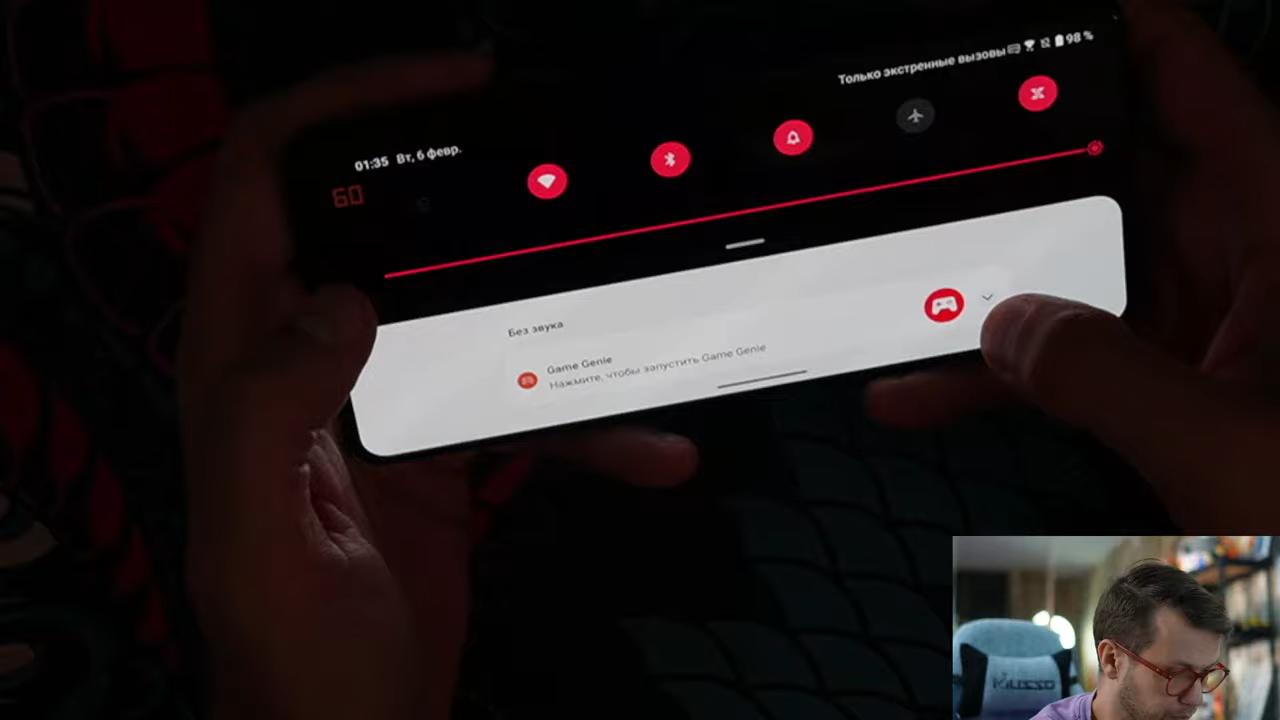 Только экстренные вызовы 98 %
01:35 Вт, 6 февр.
60
Без звука
Game Genie
Нажмите, чтобы запустить Game Genie